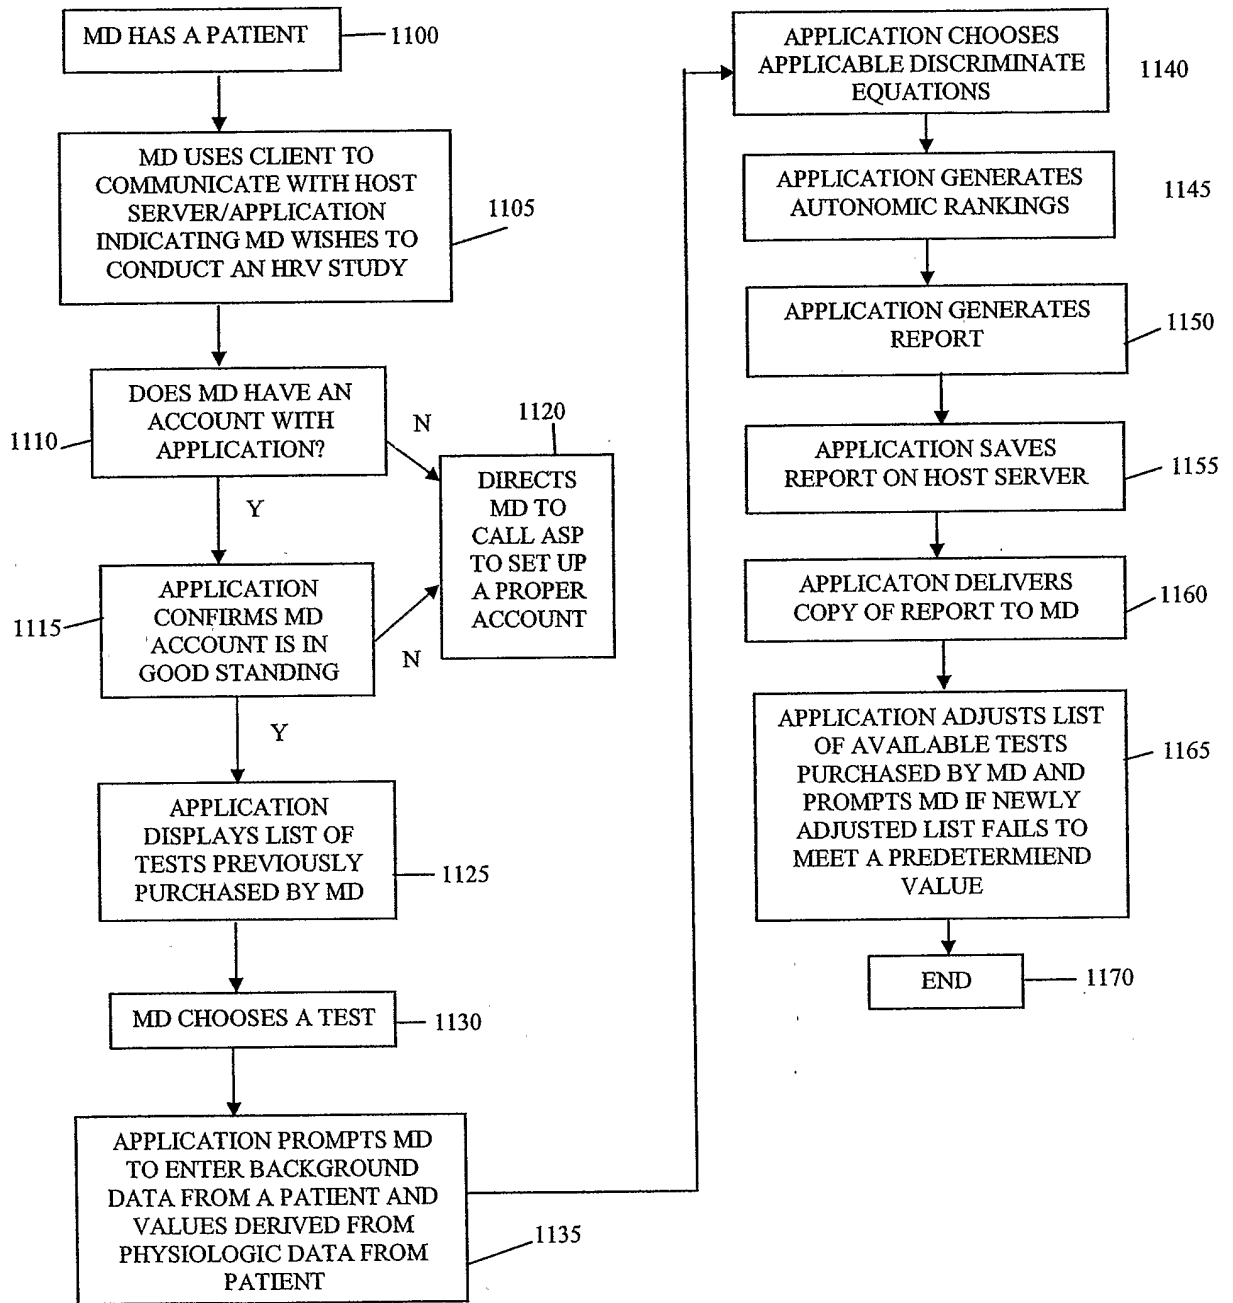 MD HAS A PATIENT
1100
MD USES CLIENT TO
COMMUNICATE WITH HOST
SERVER/APPLICATION
INDICATING MD WISHES TO
CONDUCT AN HRV STUDY
1105
DOES MD HAVE AN
ACCOUNT WITH
APPLICATION?
1110
N
Y
1120
DIRECTS
MD TO
CALL ASP
TO SET UP
A PROPER
ACCOUNT
APPLICATION
CONFIRMS MD
ACCOUNT IS IN
GOOD STANDING
1115
N
Y
APPLICATION
DISPLAYS LIST OF
TESTS PREVIOUSLY
PURCHASED BY MD
1125
MD CHOOSES A TEST
1130
APPLICATION PROMPTS MD
TO ENTER BACKGROUND
DATA FROM A PATIENT AND
VALUES DERIVED FROM
PHYSIOLOGIC DATA FROM
PATIENT
1135
APPLICATION CHOOSES
APPLICABLE DISCRIMINATE
EQUATIONS
1140
APPLICATION GENERATES
AUTONOMIC RANKINGS
1145
APPLICATION GENERATES
REPORT
1150
APPLICATION SAVES
REPORT ON HOST SERVER
1155
APPLICATON DELIVERS
COPY OF REPORT TO MD
1160
APPLICATION ADJUSTS LIST
OF AVAILABLE TESTS
PURCHASED BY MD AND
PROMPTS MD IF NEWLY
ADJUSTED LIST FAILS TO
MEET A PREDETERMIEND
VALUE
1165
END
1170